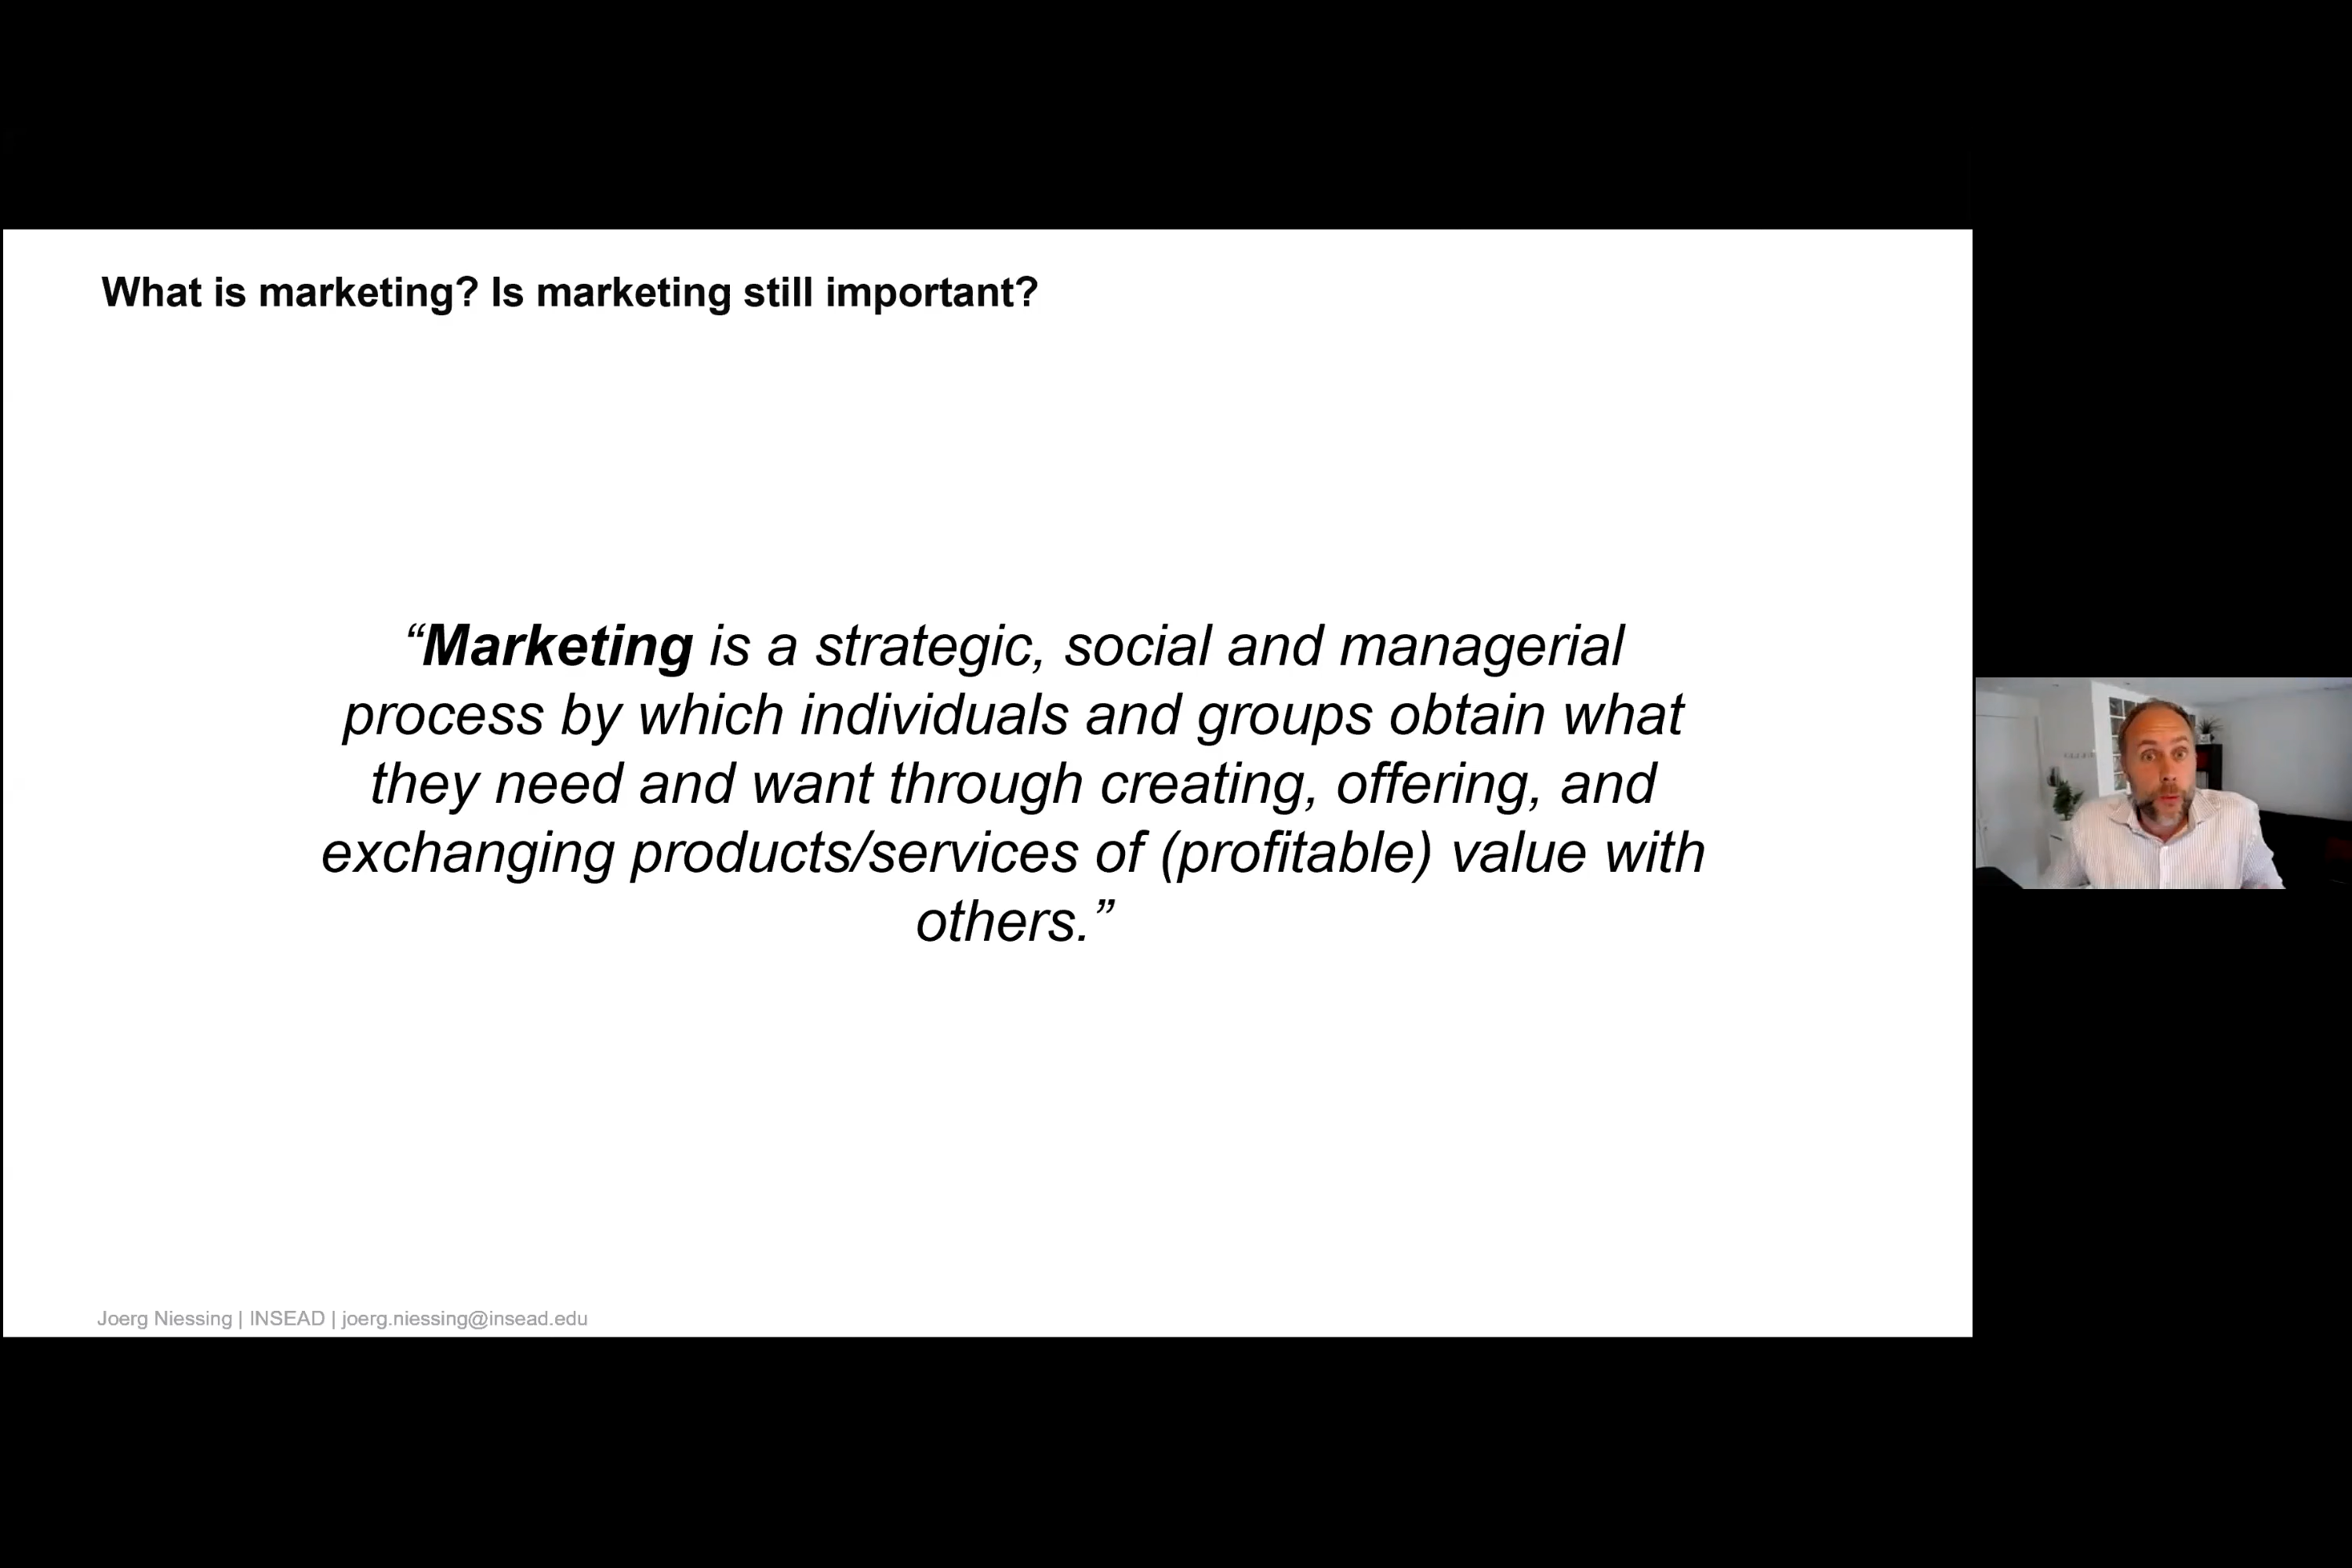 What is marketing? Is marketing still important?
“Marketing is a strategic, social and managerial
process by which individuals and groups obtain what
they need and want through creating, offering, and
exchanging products/services of (profitable) value with
others.”
Joerg Niessing | INSEAD | joerg.niessing@insead.edu